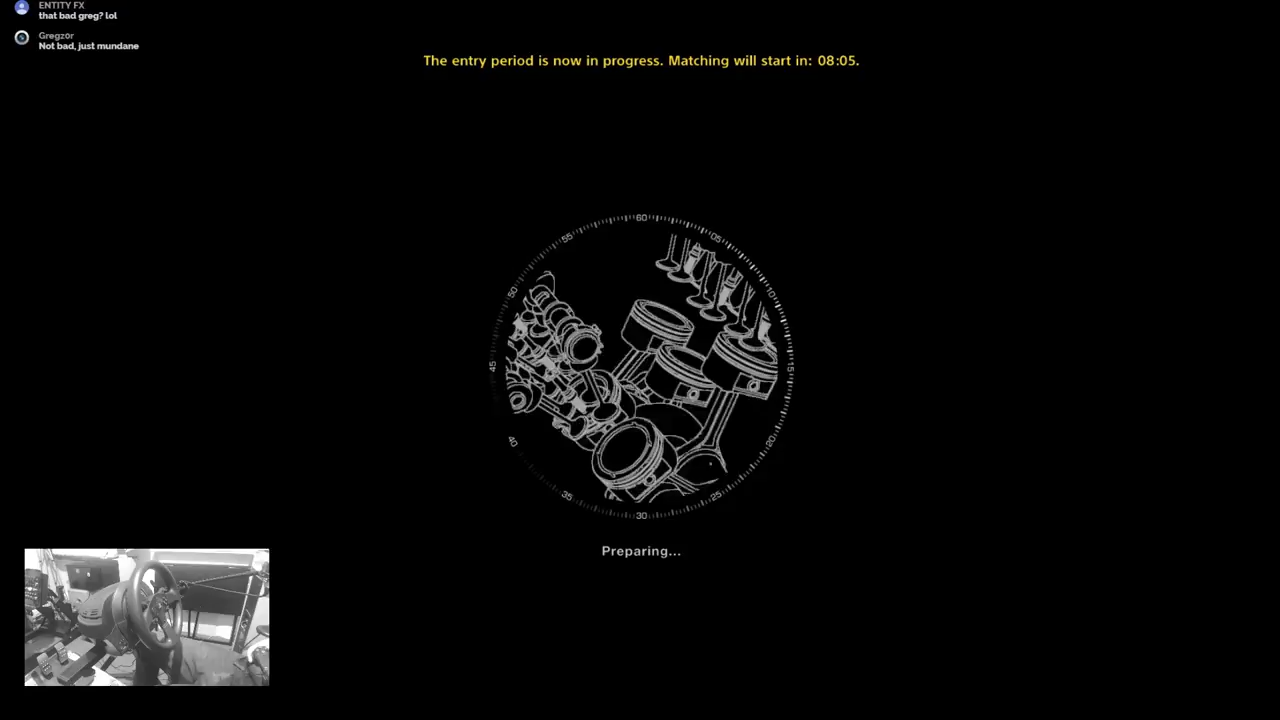 ENTITY FX
that bad greg? lol
Gregz0r
Not bad, just mundane
The entry period is now in progress. Matching will start in: 08:05.
60
55
05
50
10
45
15
40
20
35
25
30
Preparing...